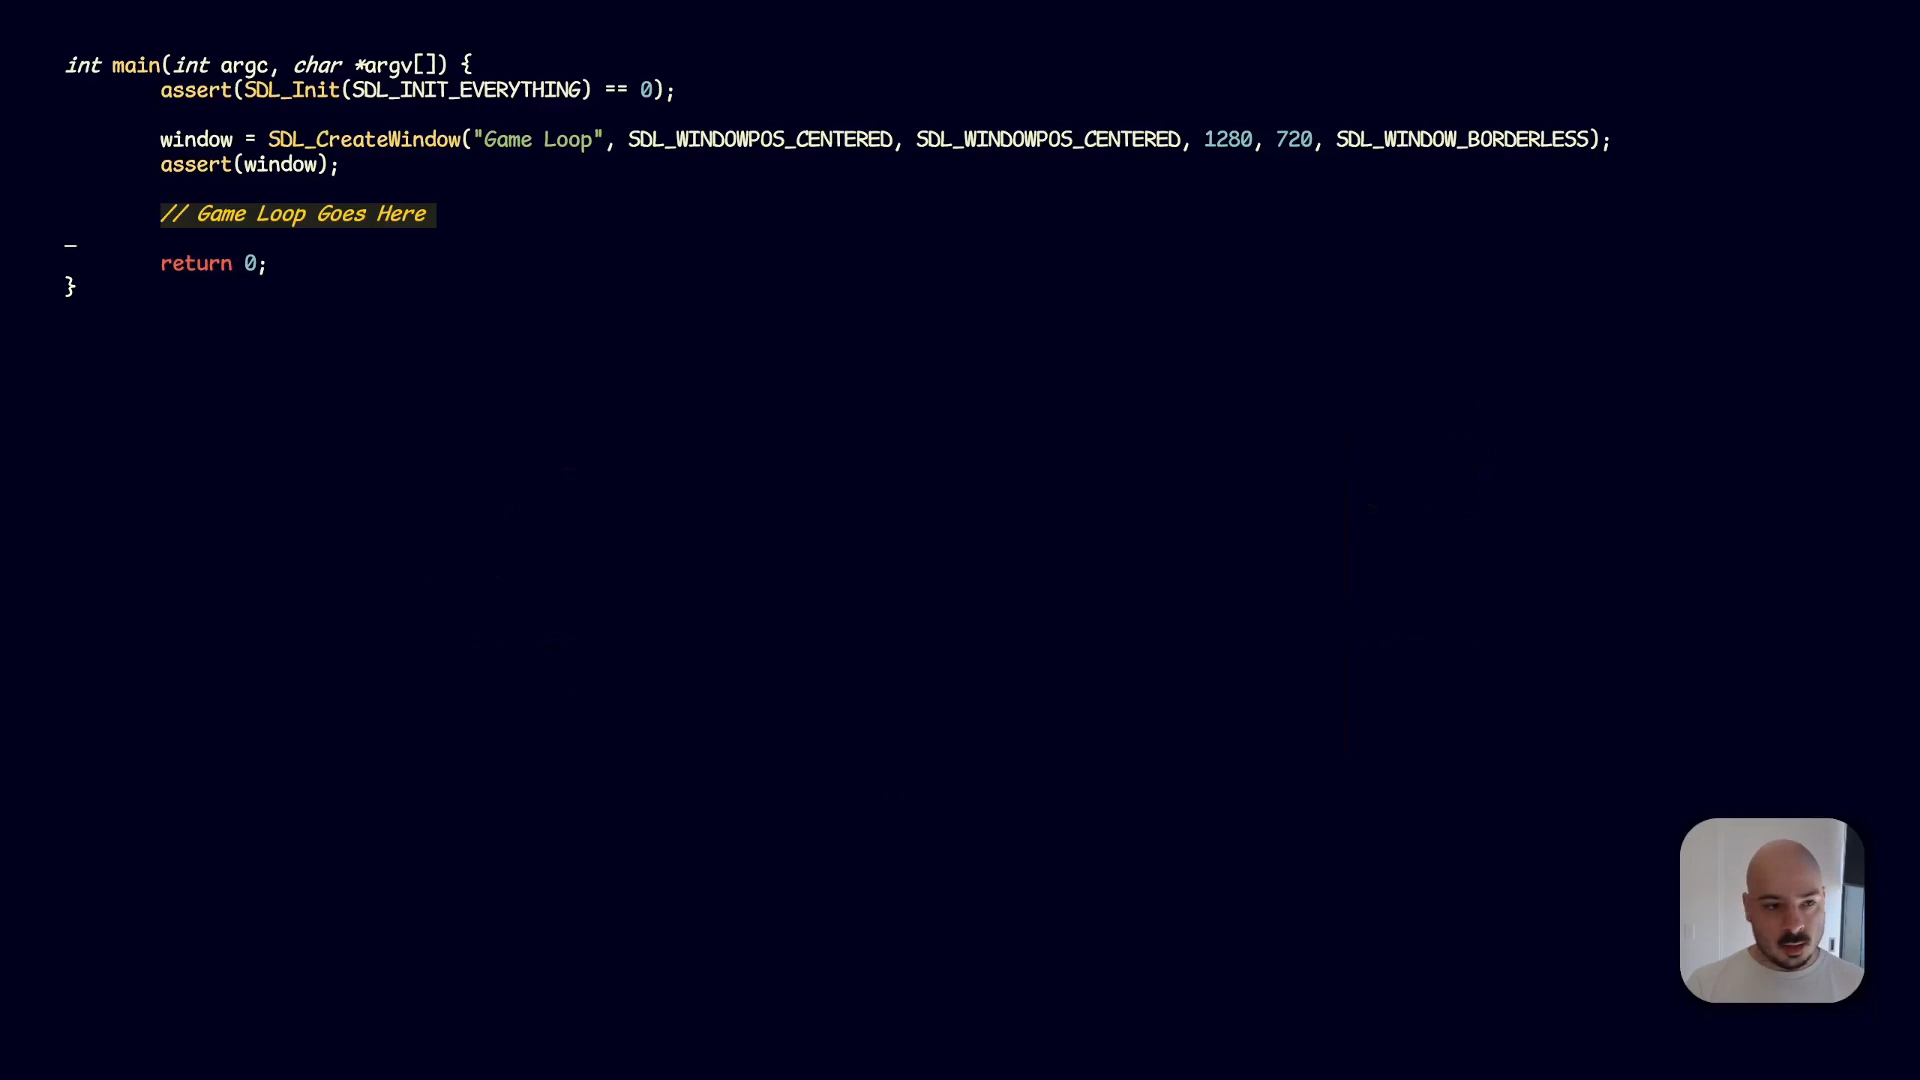 int main(int argc, char *argv[]) {
assert(SDL_Init(SDL_INIT_EVERYTHING) == 0);
window = SDL_CreateWindow("Game Loop", SDL_WINDOWPOS_CENTERED, SDL_WINDOWPOS_CENTERED, 1280, 720, SDL_WINDOW_BORDERLESS);
assert(window);
// Game Loop Goes Here
return 0;
}